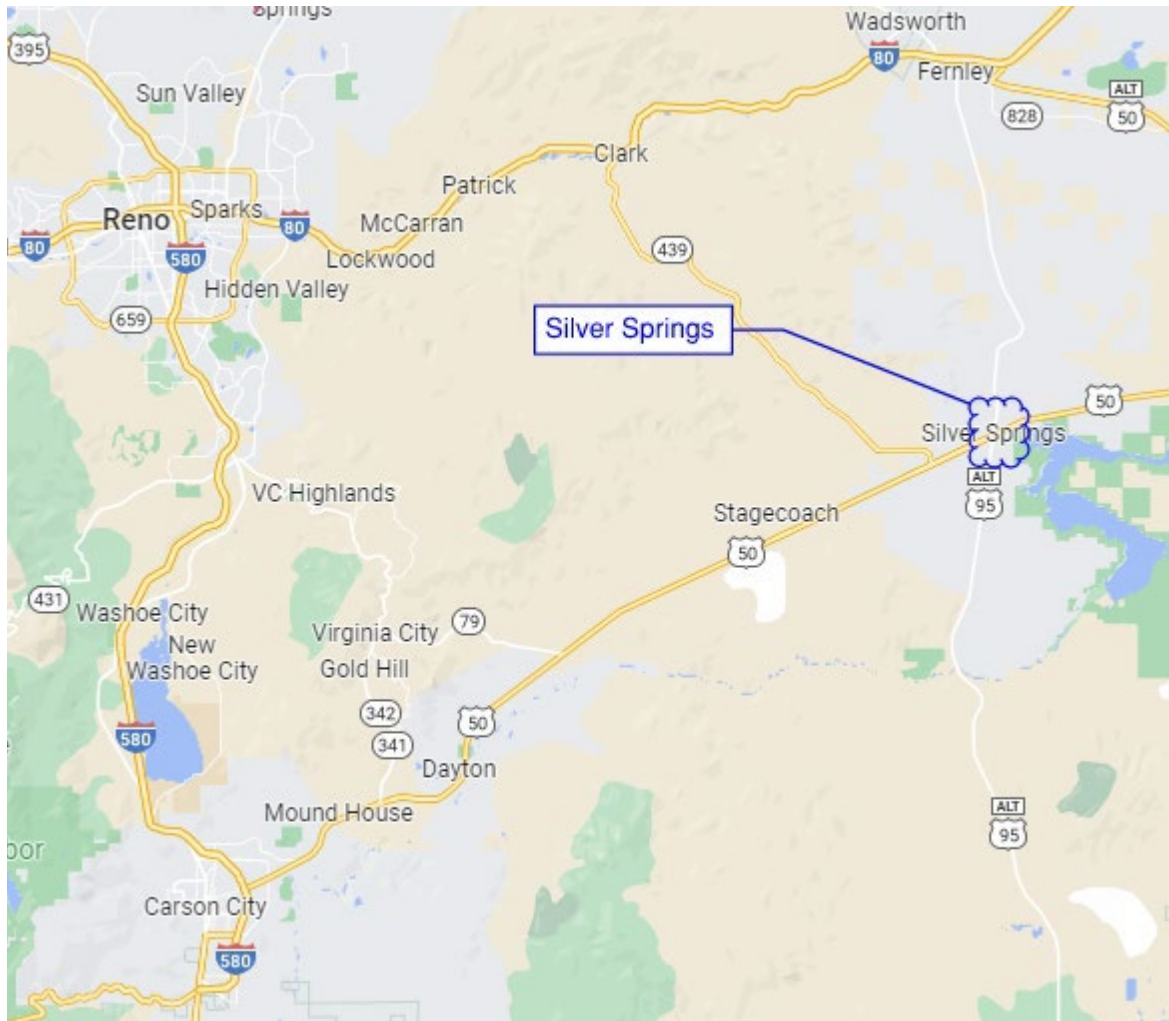 Springs
Wadsworth
395
80
Fernley
Sun Valley
ALT
50
828
Clark
Patrick
Reno
Sparks
80
McCarran
80
580
Lockwood
439
Hidden Valley
659
Silver Springs
50
Silver Springs
VC Highlands
ALT
95
Stagecoach
50
431
Washoe City
79
Virginia City
New
Washoe City
Gold Hill
342
50
580
341
Dayton
Mound House
ALT
95
Carson City
580